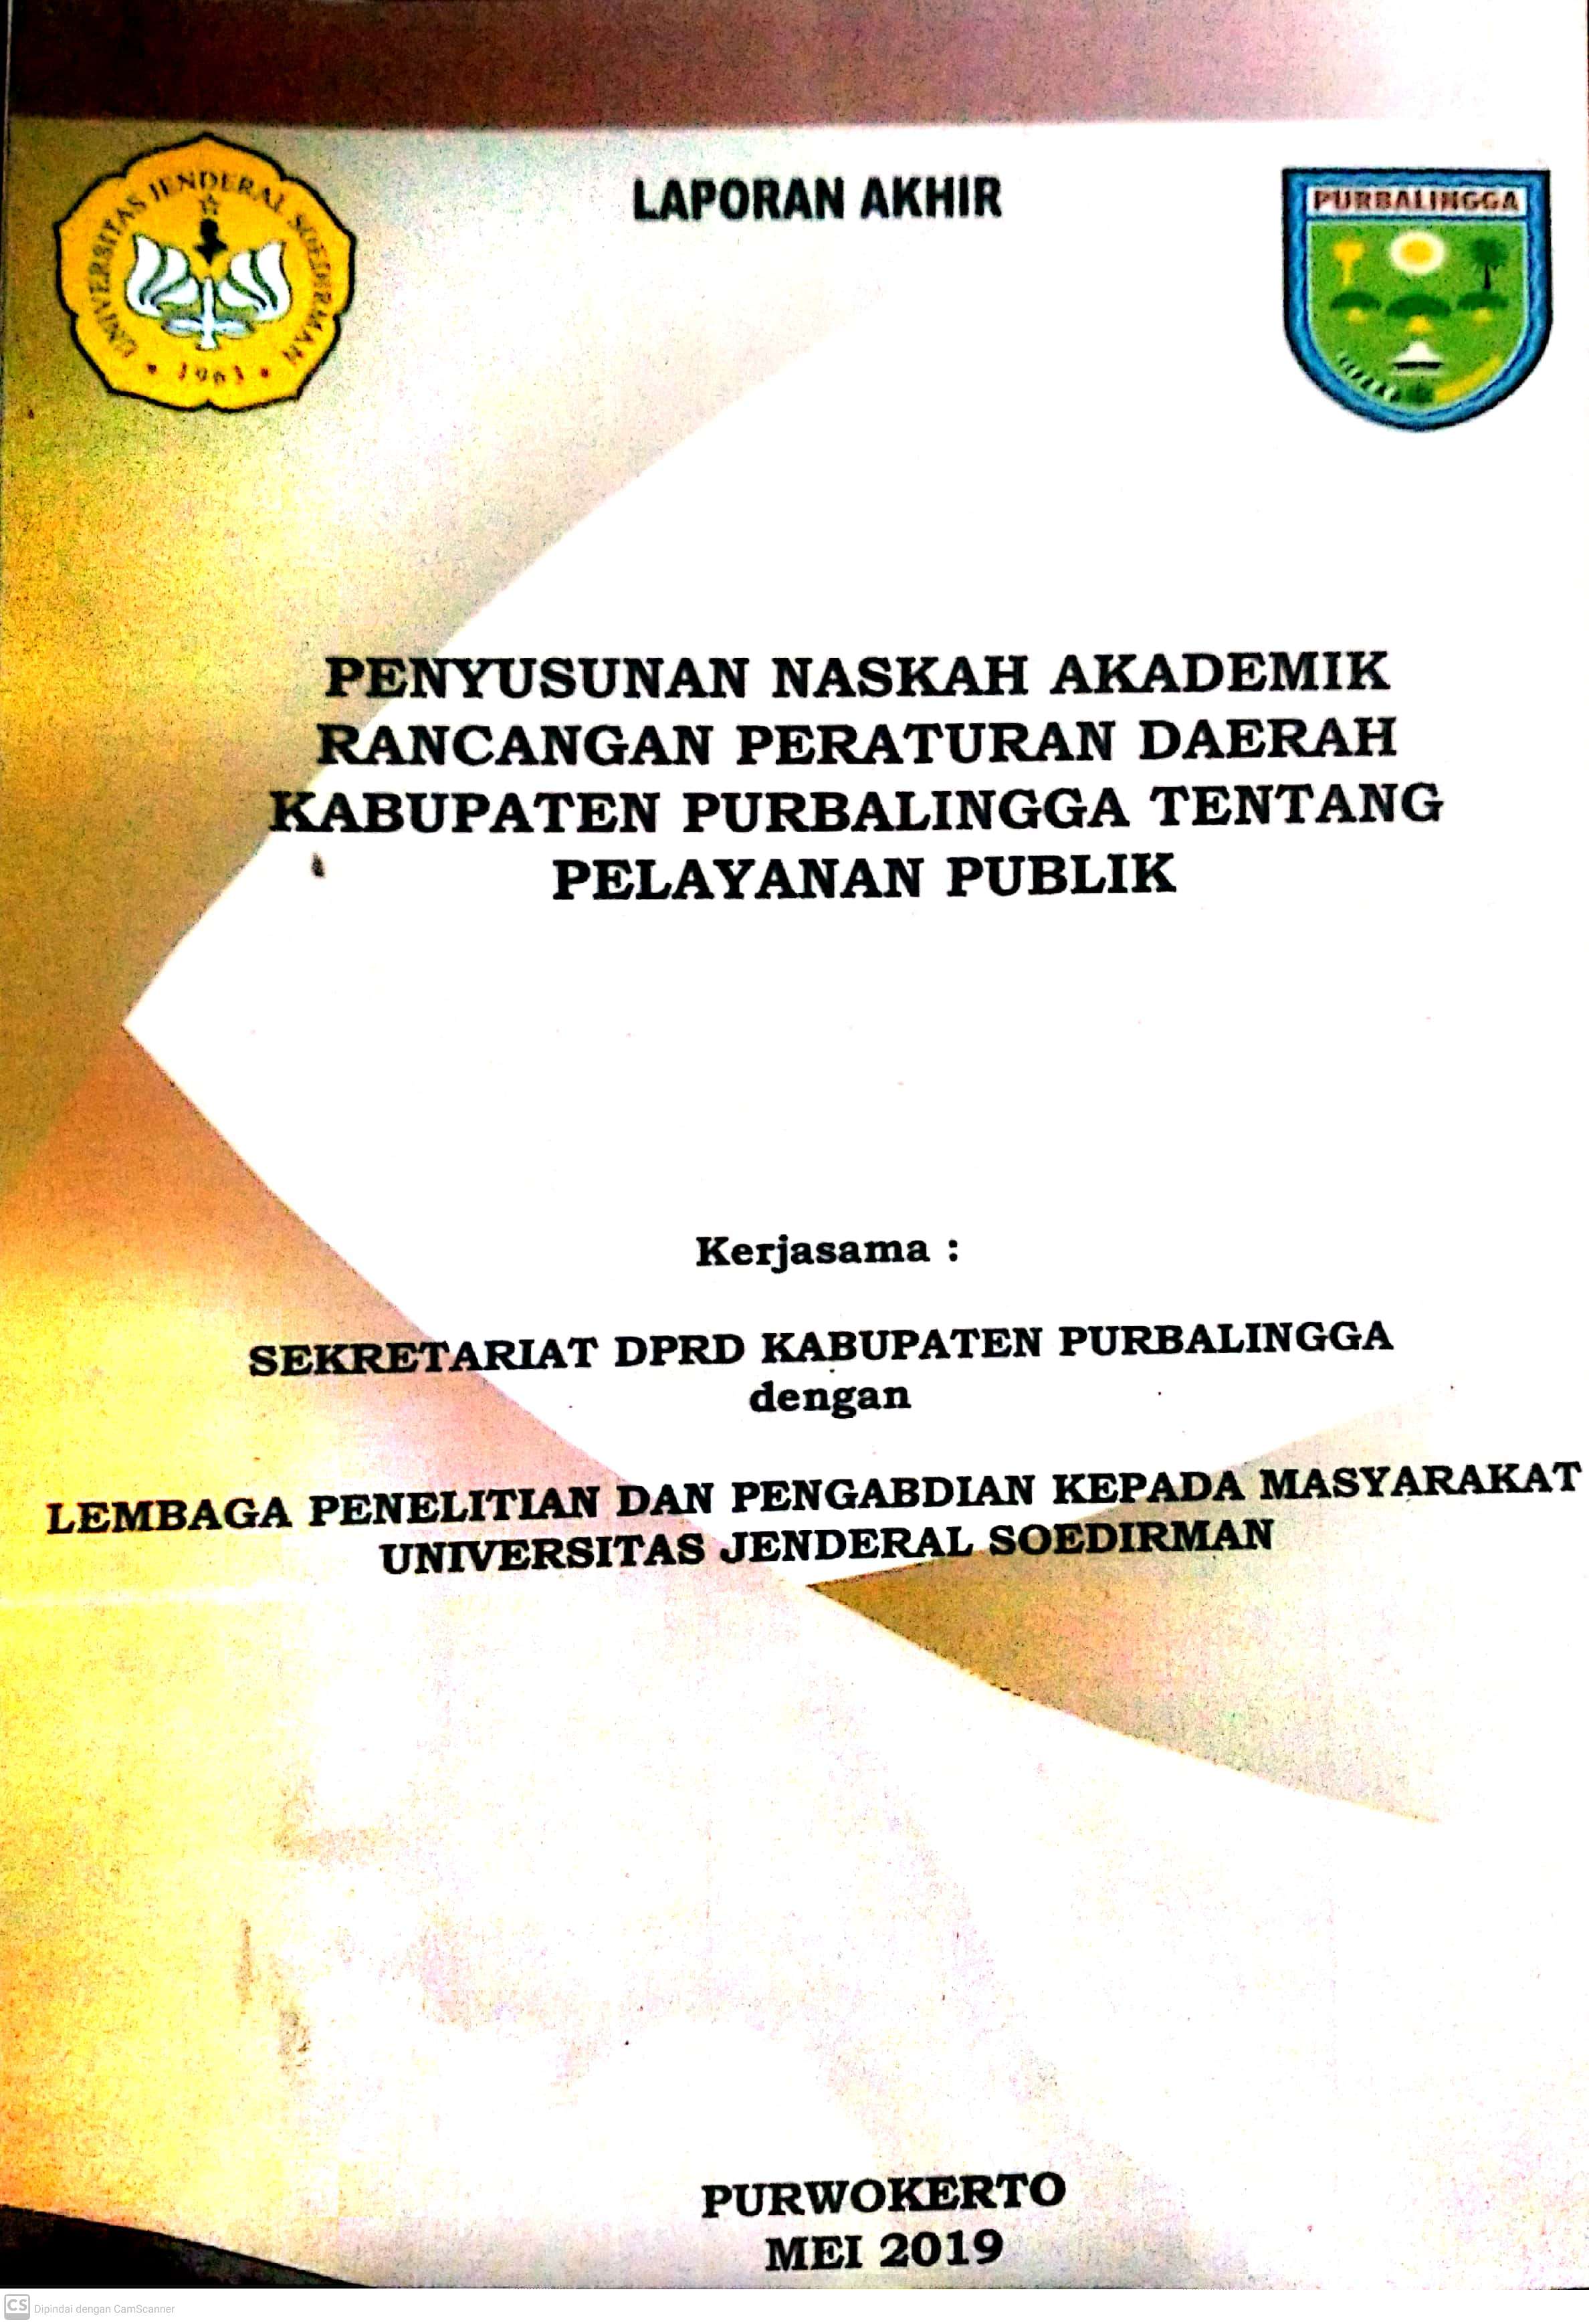 LAPORAN AKHIR
UNIVERSITAS JENDERAL SOEDIRMAN
1963
PURBALINGGA
PENYUSUNAN NASKAH AKADEMIK
RANCANGAN PERATURAN DAERAH
KABUPATEN PURBALINGGA TENTANG
PELAYANAN PUBLIK
Kerjasama :
SEKRETARIAT DPRD KABUPATEN PURBALINGGA
dengan
LEMBAGA PENELITIAN DAN PENGABDIAN KEPADA MASYARAKAT
UNIVERSITAS JENDERAL SOEDIRMAN
PURWOKERTO
MEI 2019
CS Dipindai dengan CamScanner